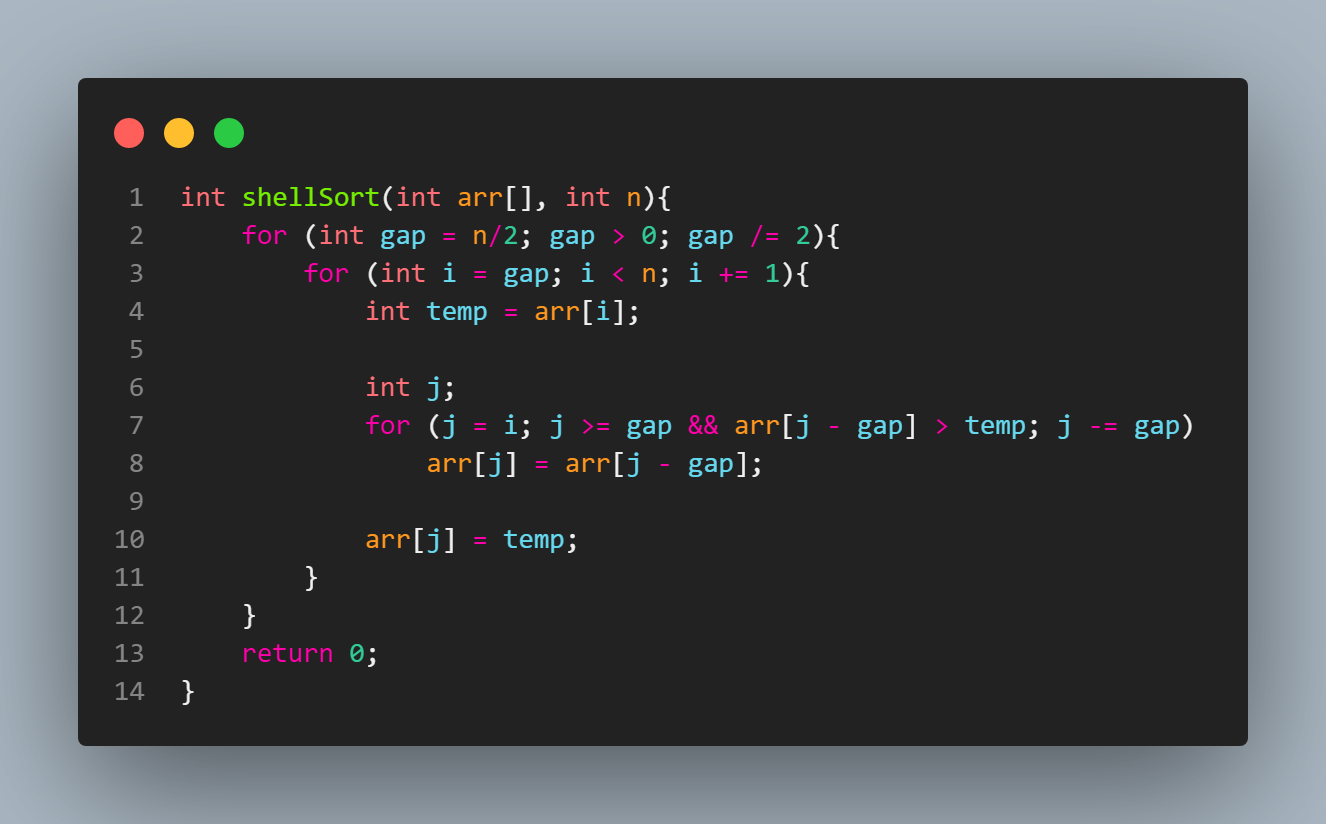 1 int shellSort(int arr[], int n){
2     for (int gap = n/2; gap > 0; gap /= 2){
3         for (int i = gap; i < n; i += 1){
4             int temp = arr[i];
5
6             int j;
7             for (j = i; j >= gap && arr[j - gap] > temp; j -= gap)
8                 arr[j] = arr[j - gap];
9
10             arr[j] = temp;
11         }
12     }
13     return 0;
14 }